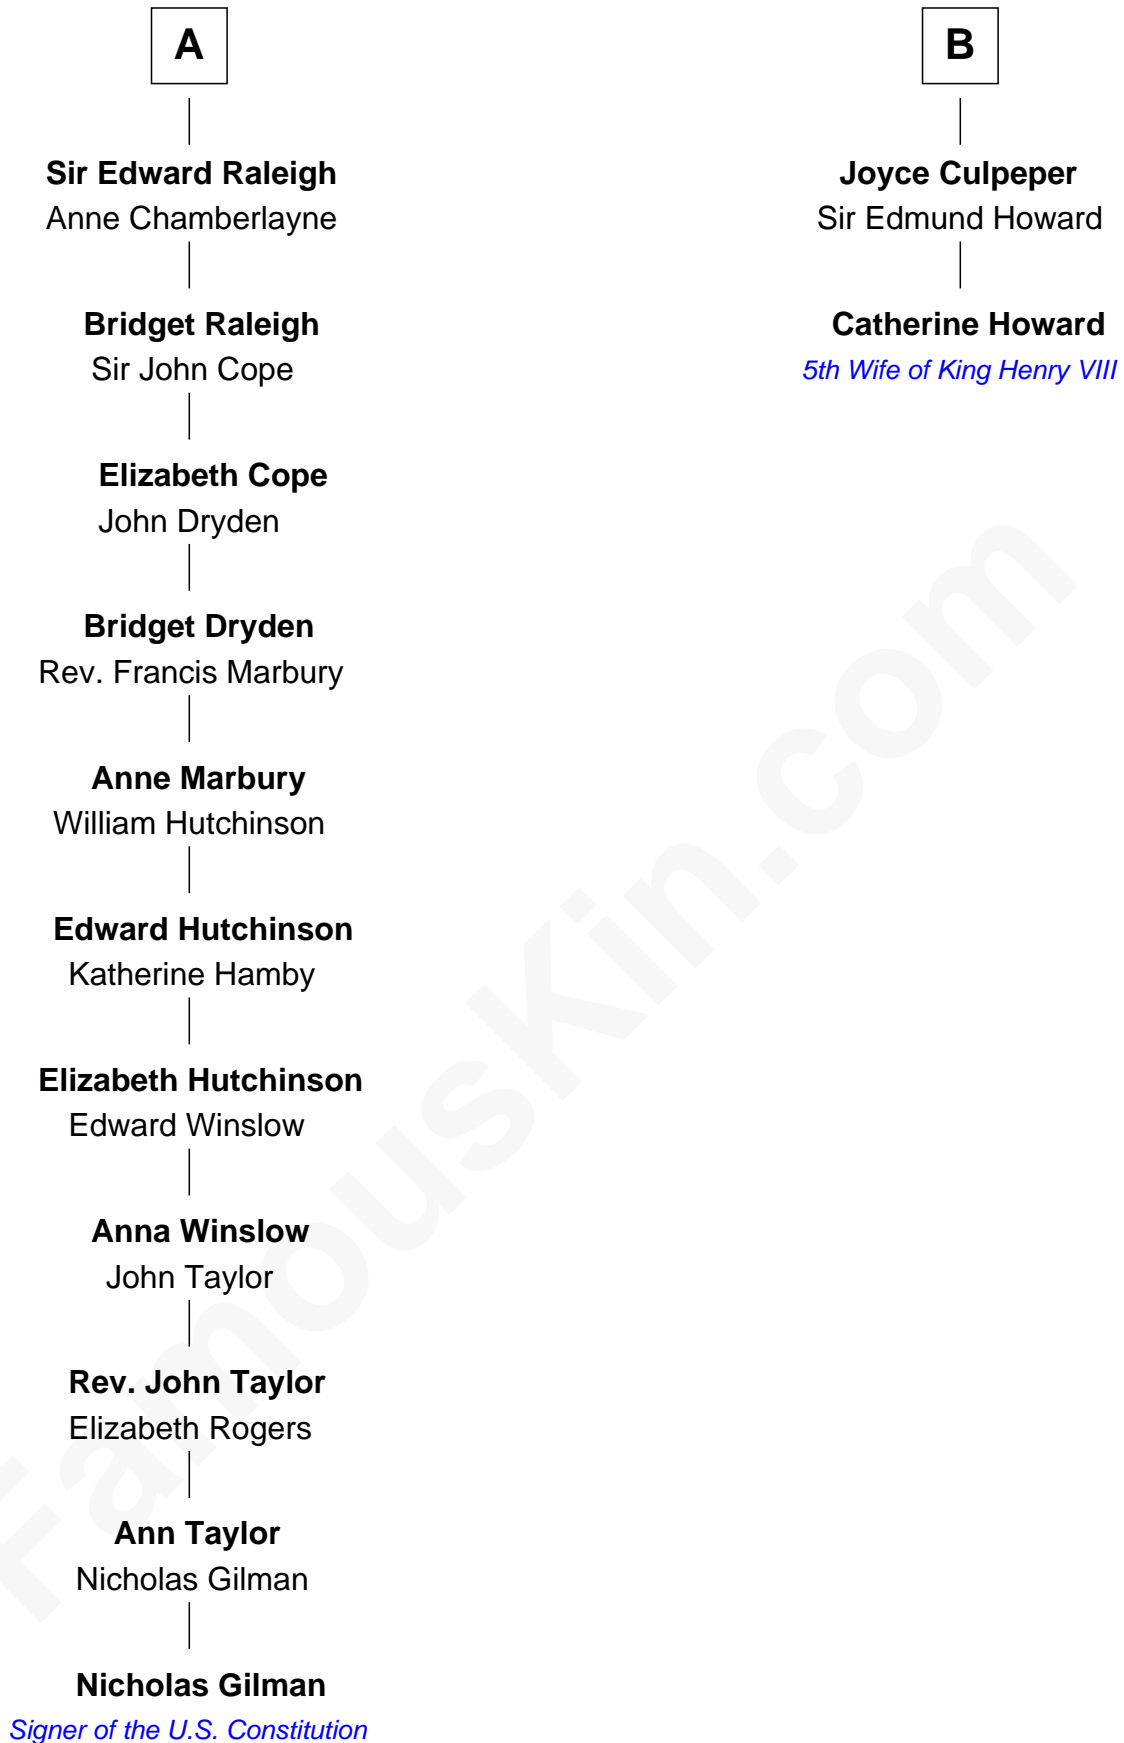 A
B
Sir Edward Raleigh
Anne Chamberlayne
Joyce Culpeper
Sir Edmund Howard
Bridget Raleigh
Sir John Cope
Catherine Howard
5th Wife of King Henry VIII
Elizabeth Cope
John Dryden
Bridget Dryden
Rev. Francis Marbury
Anne Marbury
William Hutchinson
Edward Hutchinson
Katherine Hamby
Elizabeth Hutchinson
Edward Winslow
Anna Winslow
John Taylor
Rev. John Taylor
Elizabeth Rogers
Ann Taylor
Nicholas Gilman
Nicholas Gilman
Signer of the U.S. Constitution
FamousKin.com